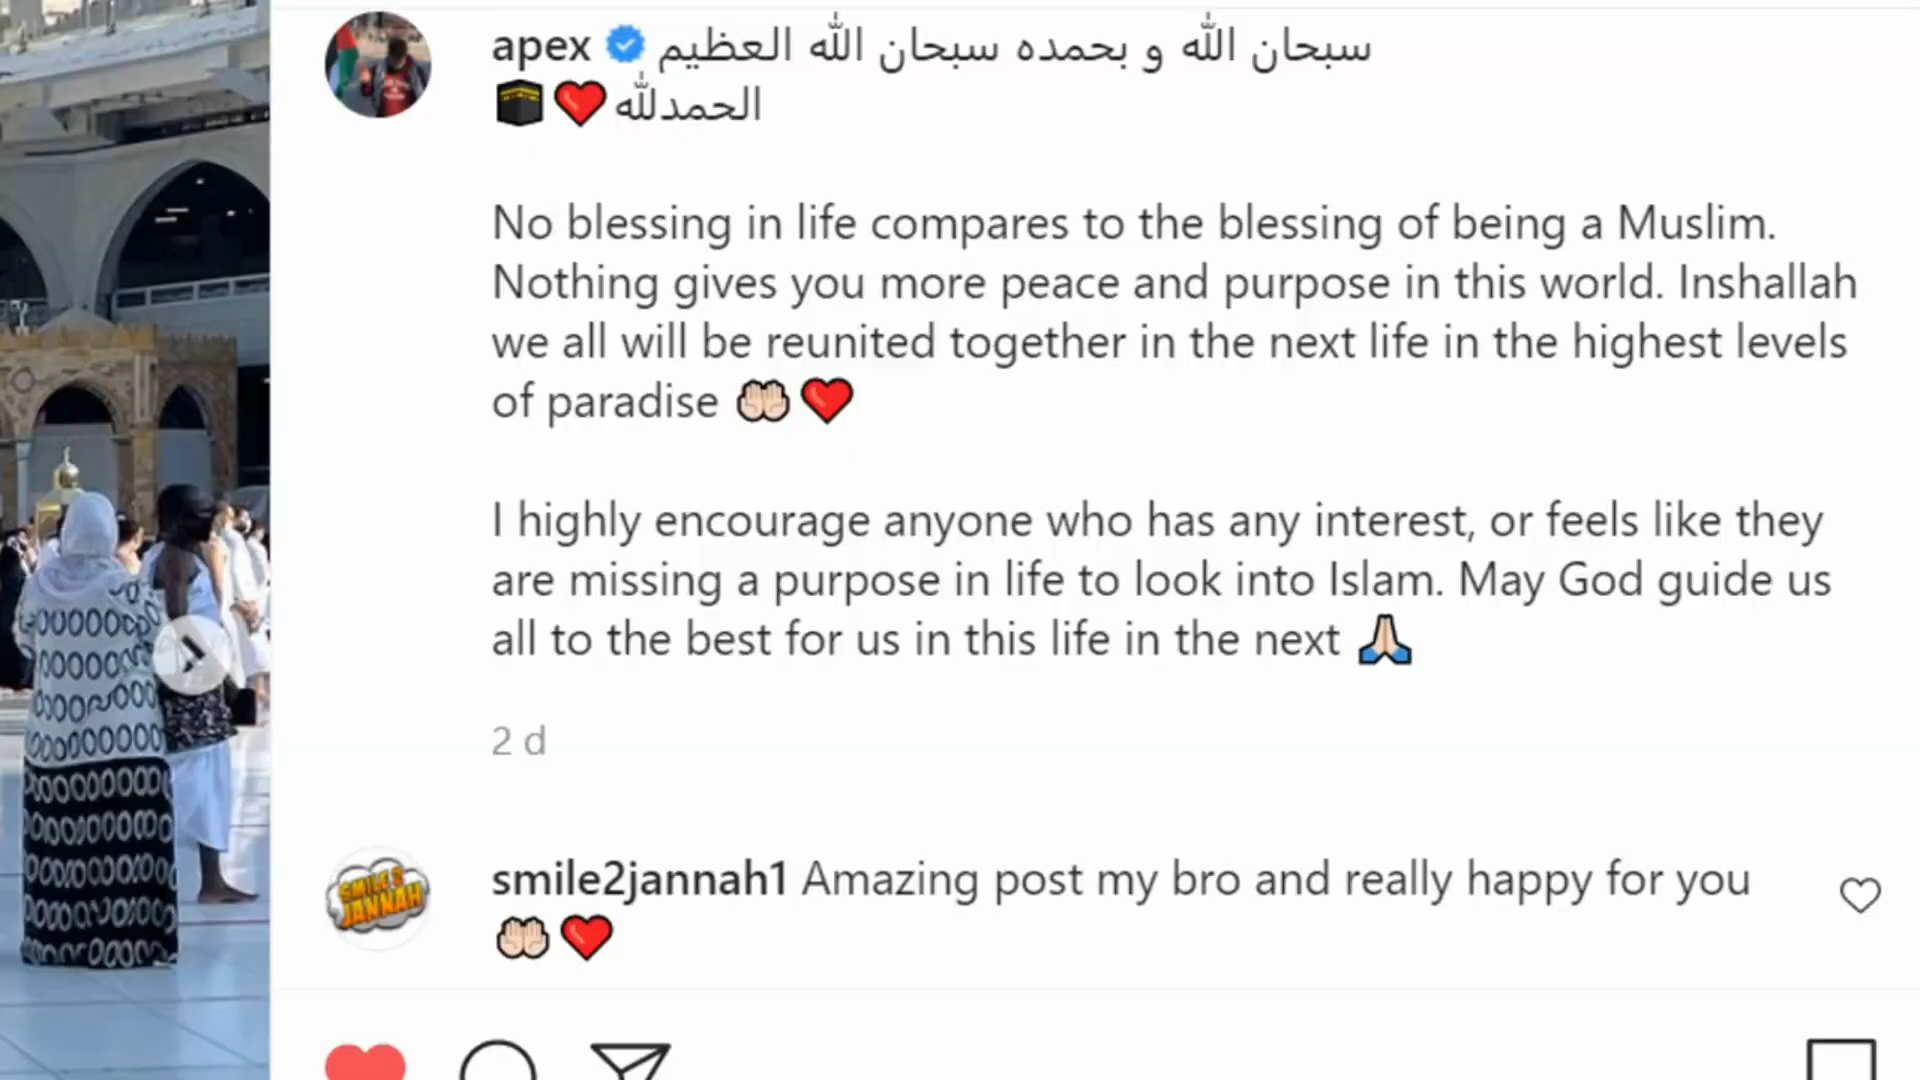 apex سبحان الله و بحمده سبحان الله العظيم
الحمدلله ❤️🕋
No blessing in life compares to the blessing of being a Muslim.
Nothing gives you more peace and purpose in this world. Inshallah
we all will be reunited together in the next life in the highest levels
of paradise 🤲🏻❤️
I highly encourage anyone who has any interest, or feels like they
are missing a purpose in life to look into Islam. May God guide us
all to the best for us in this life in the next 🙏🏻
2 d
SMILE 2
JANNAH
smile2jannah1 Amazing post my bro and really happy for you
🤲🏻❤️